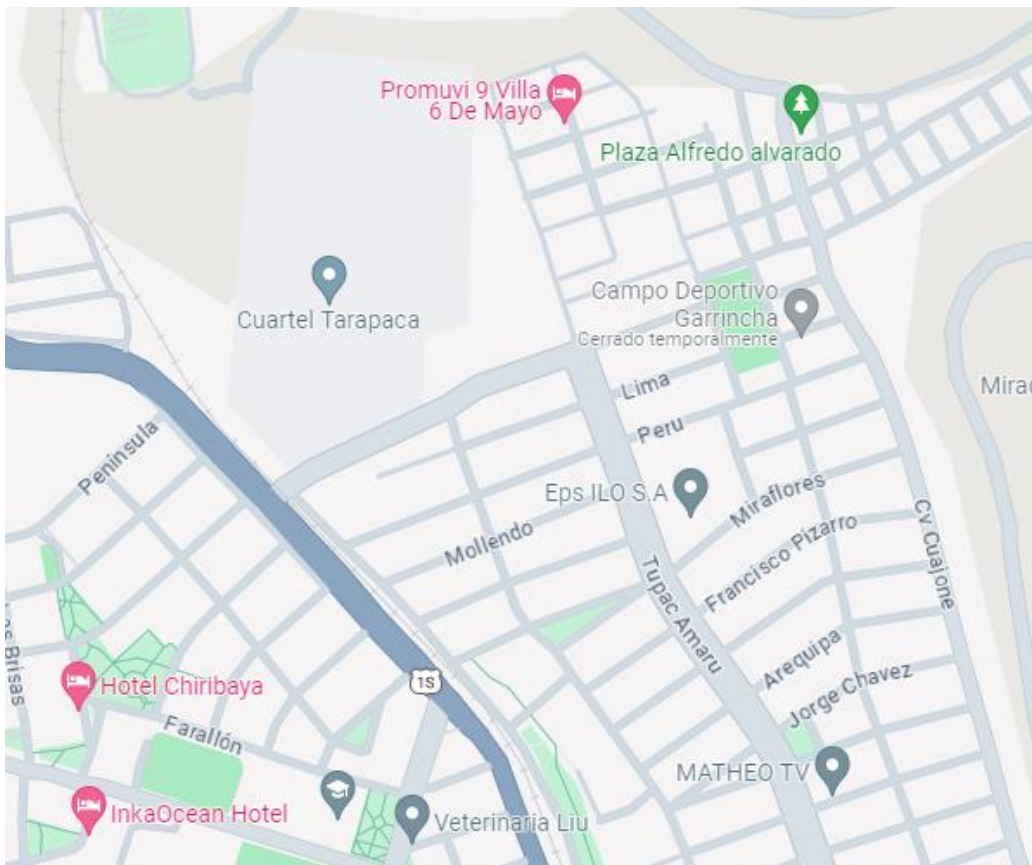 Promuvi 9 Villa
6 De Mayo
Plaza Alfredo alvarado
Cuartel Tarapaca
Campo Deportivo
Garrincha
Cerrado temporalmente
Lima
Mirad
Peru
Peninsula
Eps ILO S.A
Miraflores
Mollendo
Francisco Pizarro
Cv. Cuajone
Tupac Amaru
Brisas
Arequipa
1S
Hotel Chiribaya
Jorge Chavez
Farallón
MATHEO TV
InkaOcean Hotel
Veterinaria Liu